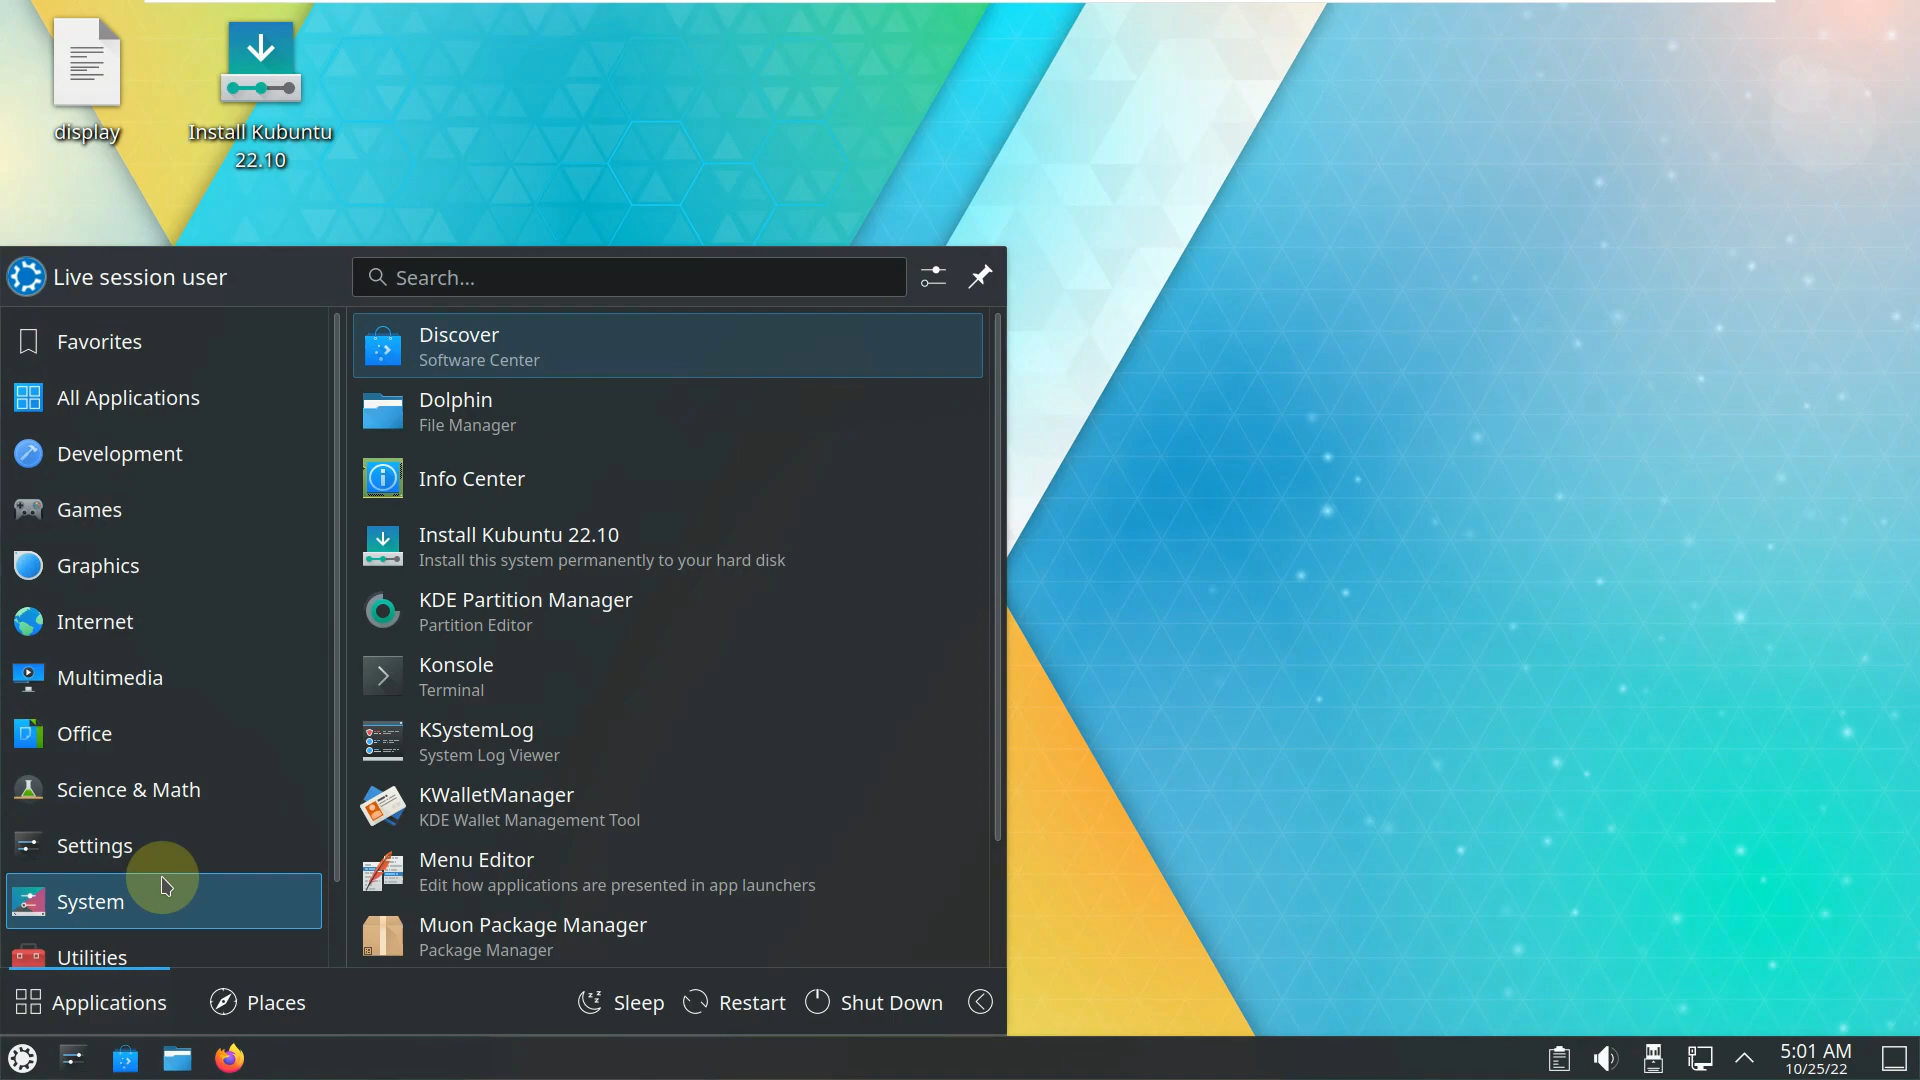 display
Install Kubuntu
22.10
Live session user
Search...
Favorites
All Applications
Development
Games
Graphics
Internet
Multimedia
Office
Science & Math
Settings
System
Utilities
Discover
Software Center
Dolphin
File Manager
Info Center
Install Kubuntu 22.10
Install this system permanently to your hard disk
KDE Partition Manager
Partition Editor
Konsole
Terminal
KSystemLog
System Log Viewer
KWalletManager
KDE Wallet Management Tool
Menu Editor
Edit how applications are presented in app launchers
Muon Package Manager
Package Manager
Applications
Places
Sleep
Restart
Shut Down
5:01 AM
10/25/22